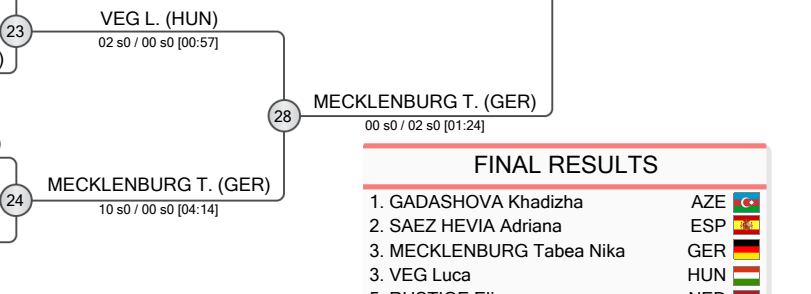 23
VEG L. (HUN)
02 s0 / 00 s0 [00:57]
28
MECKLENBURG T. (GER)
00 s0 / 02 s0 [01:24]
24
MECKLENBURG T. (GER)
10 s0 / 00 s0 [04:14]
FINAL RESULTS
1. GADASHOVA Khadizha AZE
2. SAEZ HEVIA Adriana ESP
3. MECKLENBURG Tabea Nika GER
3. VEG Luca HUN